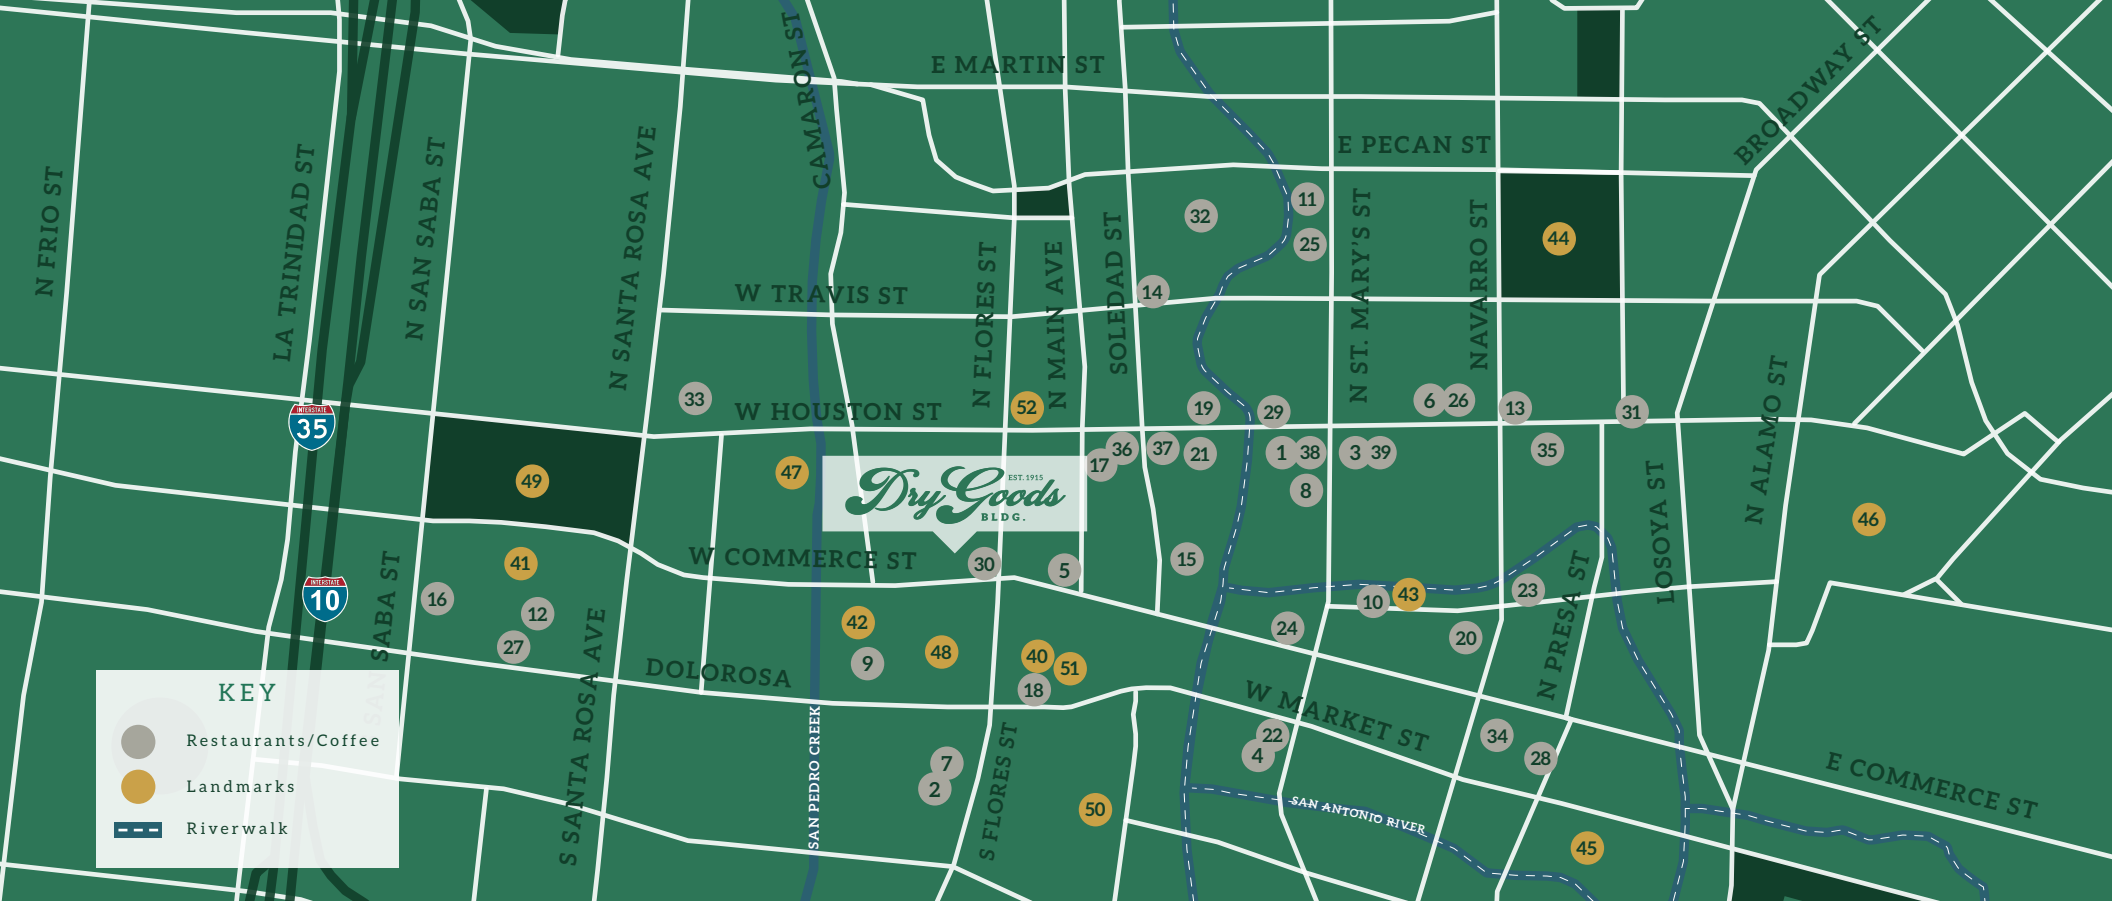 CAMARON ST
E MARTIN ST
BROADWAY ST
E PECAN ST
N FRIO ST
LA TRINIDAD ST
N SAN SABA ST
N SANTA ROSA AVE
11
32
25
44
N ST. MARY'S ST
NAVARRO ST
SOLEDAD ST
N FLORES ST
N MAIN AVE
W TRAVIS ST
14
33
W HOUSTON ST
52
19
29
6
26
13
31
INTERSTATE
35
N ALAMO ST
36
37
17
21
1
38
3
39
35
49
47
Dry Goods
EST. 1915
BLDG.
8
46
LOSOYA ST
W COMMERCE ST
41
30
5
15
INTERSTATE
10
SABA ST
SAN
16
12
27
S SANTA ROSA AVE
10
43
23
N PRESA ST
42
9
48
40
51
18
24
20
DOLOROSA
W MARKET ST
KEY
Restaurants/Coffee
Landmarks
Riverwalk
SAN PEDRO CREEK
S FLORES ST
7
2
22
4
34
28
E COMMERCE ST
50
SAN ANTONIO RIVER
45